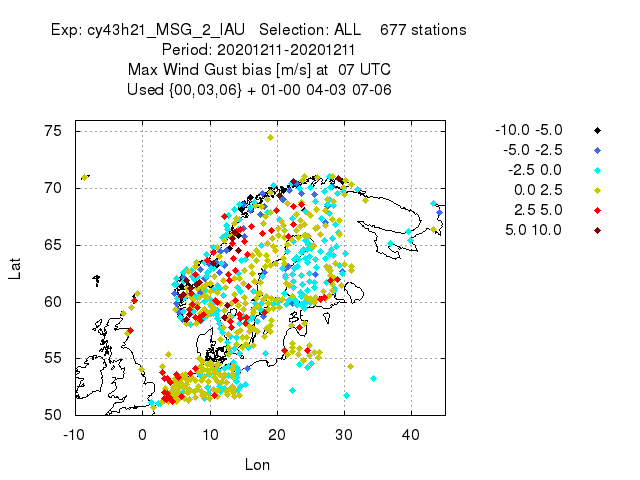 Exp: cy43h21_MSG_2_IAU   Selection: ALL    677 stations
Period: 20201211-20201211
Max Wind Gust bias [m/s] at  07 UTC
Used {00,03,06} + 01-00 04-03 07-06
-10.0 -5.0
-5.0 -2.5
-2.5 0.0
0.0 2.5
2.5 5.0
5.0 10.0
75
70
65
60
55
50
Lat
-10 0 10 20 30 40
Lon